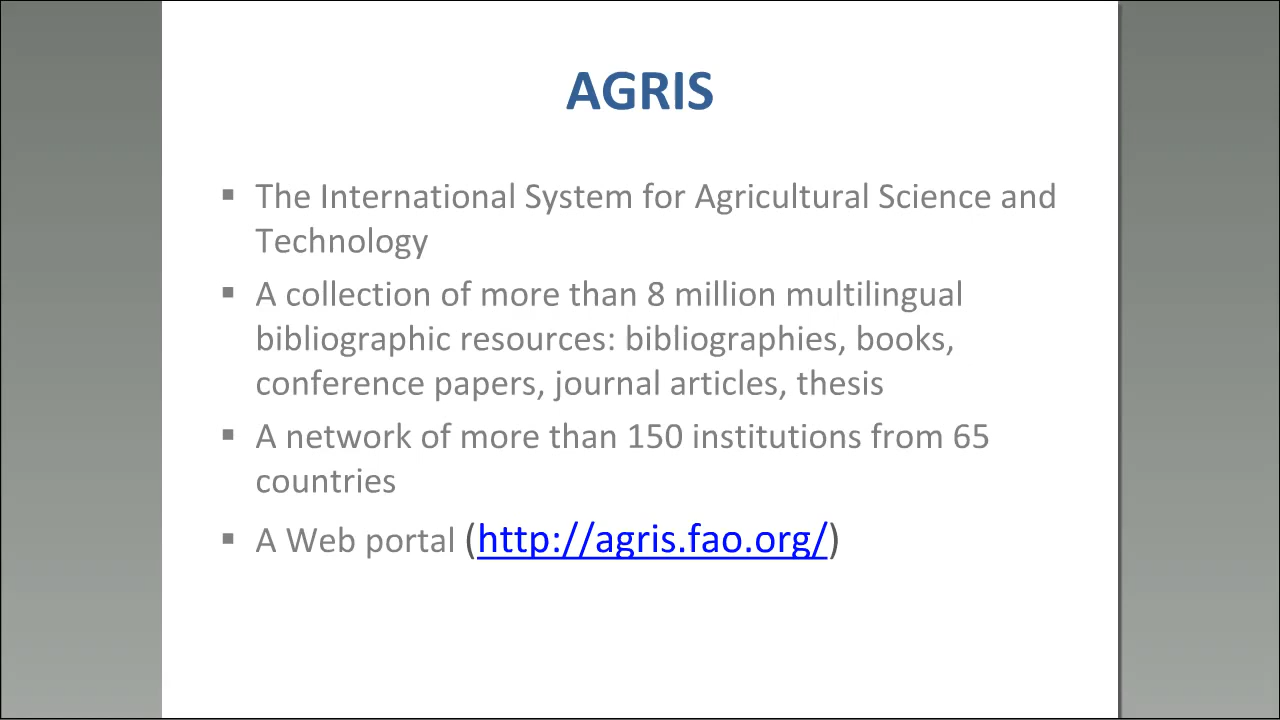 AGRIS
▪ The International System for Agricultural Science and
Technology
▪ A collection of more than 8 million multilingual
bibliographic resources: bibliographies, books,
conference papers, journal articles, thesis
▪ A network of more than 150 institutions from 65
countries
▪ A Web portal (http://agris.fao.org/)